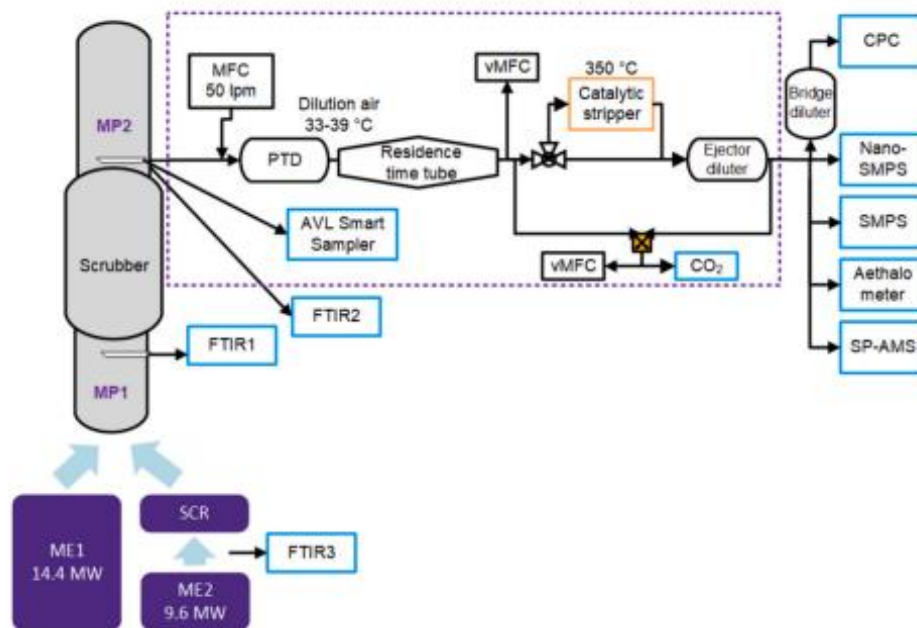 MP2
MFC
50 lpm
Dilution air
33-39 °C
PTD
Residence
time tube
vMFC
350 °C
Catalytic
stripper
Ejector
diluter
vMFC
CO₂
Bridge
diluter
CPC
Nano-
SMPS
SMPS
Aethalo
meter
SP-AMS
AVL Smart
Sampler
Scrubber
FTIR2
FTIR1
MP1
ME1
14.4 MW
SCR
FTIR3
ME2
9.6 MW